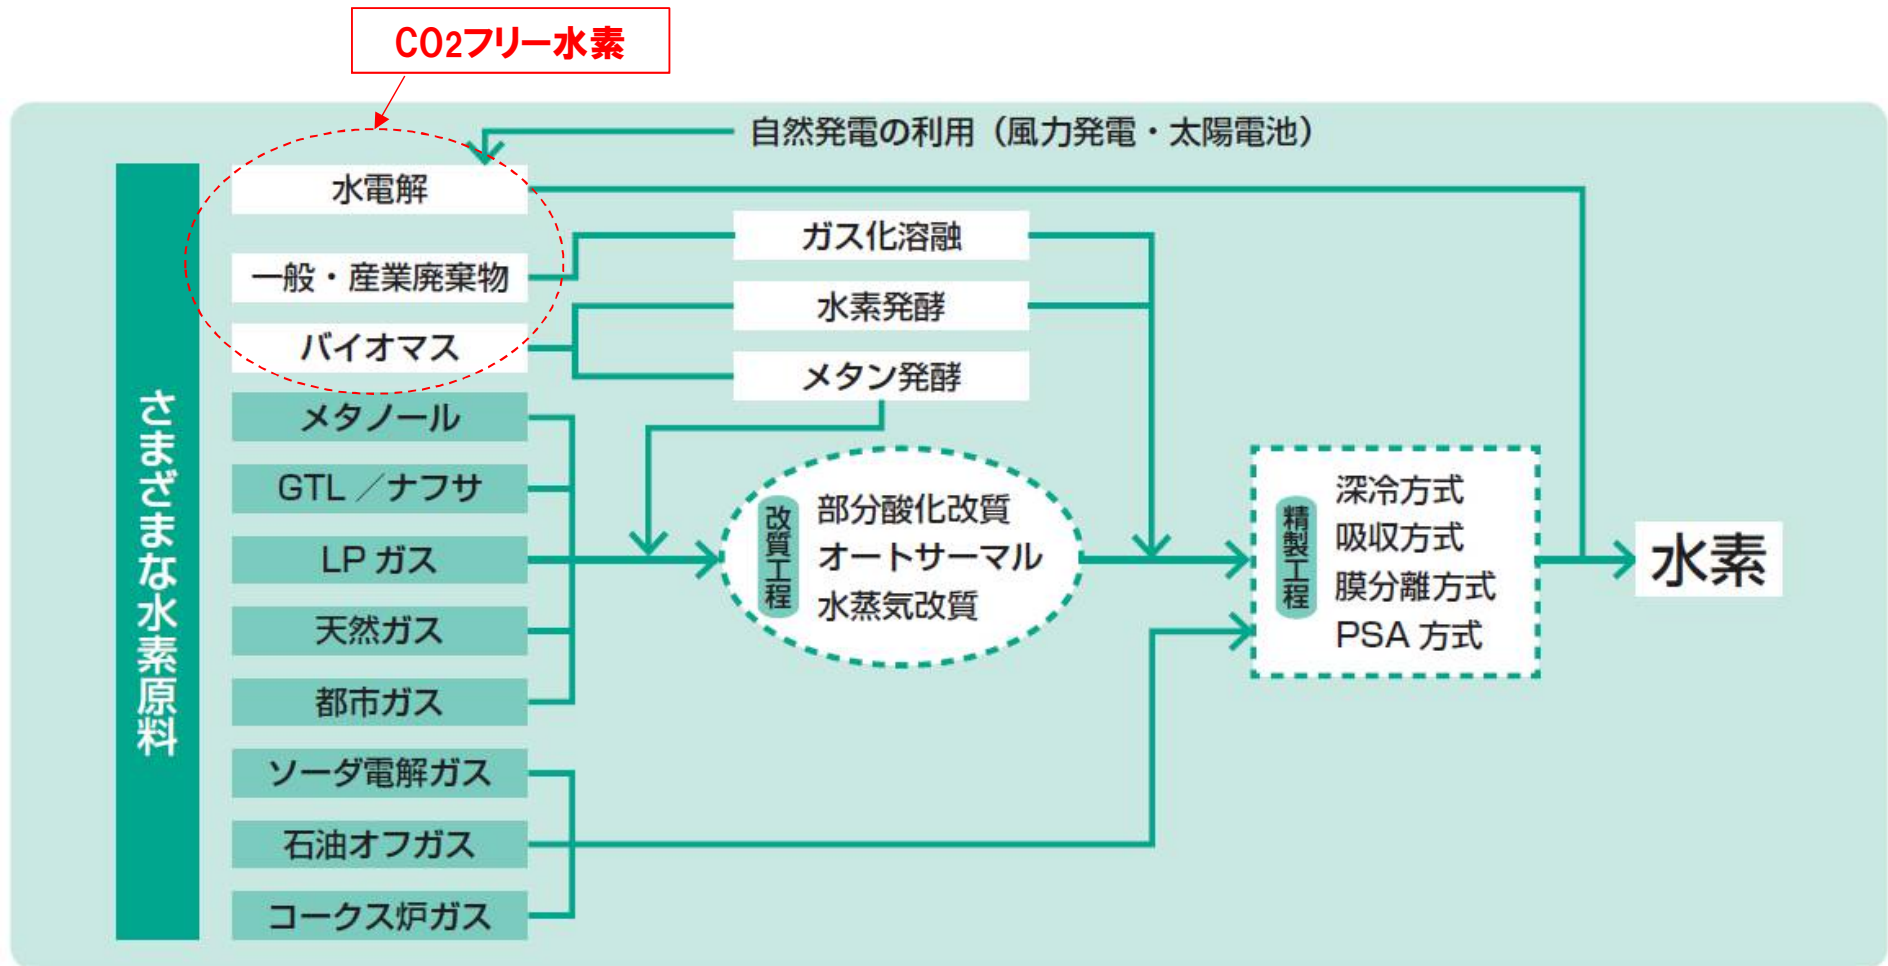 CO2フリー水素
自然発電の利用（風力発電・太陽電池）
さまざまな水素原料
水電解
一般・産業廃棄物
バイオマス
メタノール
GTL／ナフサ
LPガス
天然ガス
都市ガス
ソーダ電解ガス
石油オフガス
コークス炉ガス
ガス化溶融
水素発酵
メタン発酵
改質工程
部分酸化改質
オートサーマル
水蒸気改質
精製工程
深冷方式
吸収方式
膜分離方式
PSA方式
水素